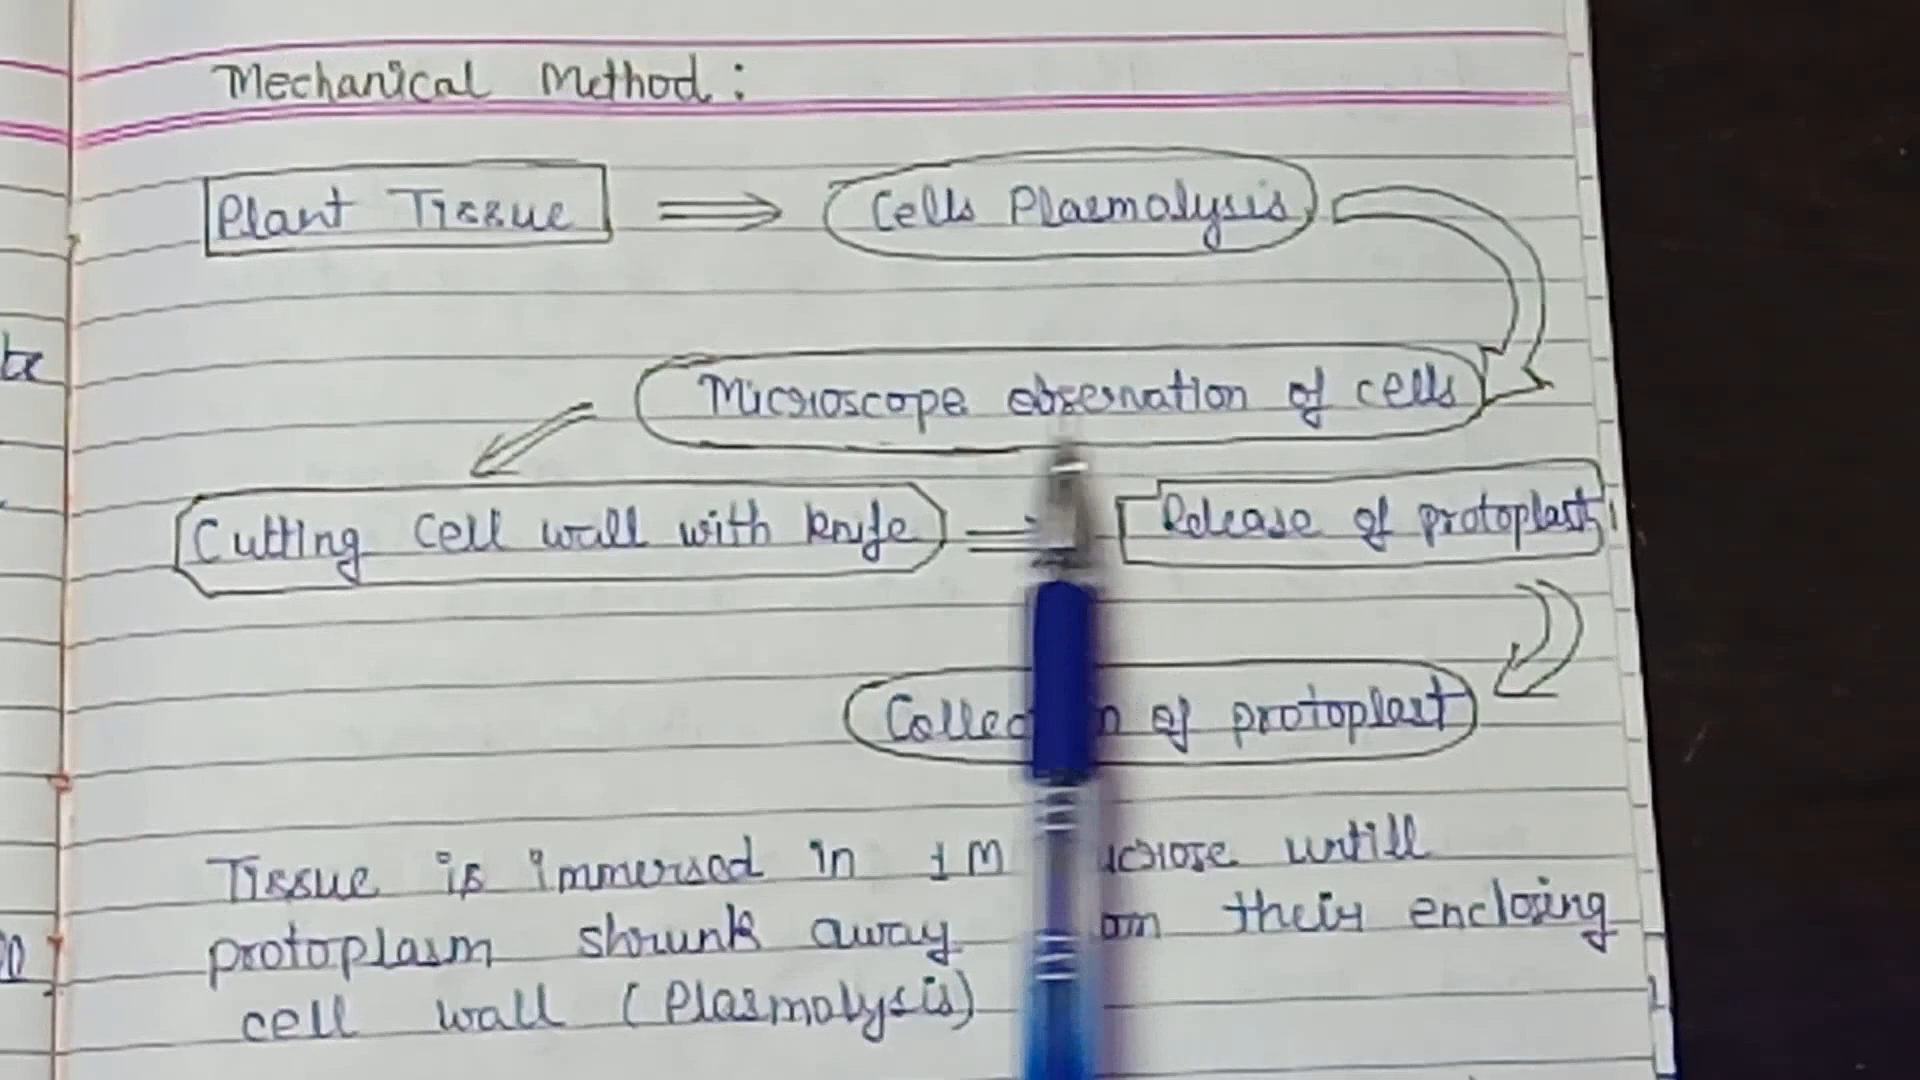 Mechanical Method :
Plant Tissue ⇒ Cells Plasmolysis
Microscope observation of cells
Cutting cell wall with knife ⇒ Release of protoplast
of protoplast
Tissue is immersed in 1M untill
protoplasm shrunk away their enclosing
cell wall (Plasmolysis)